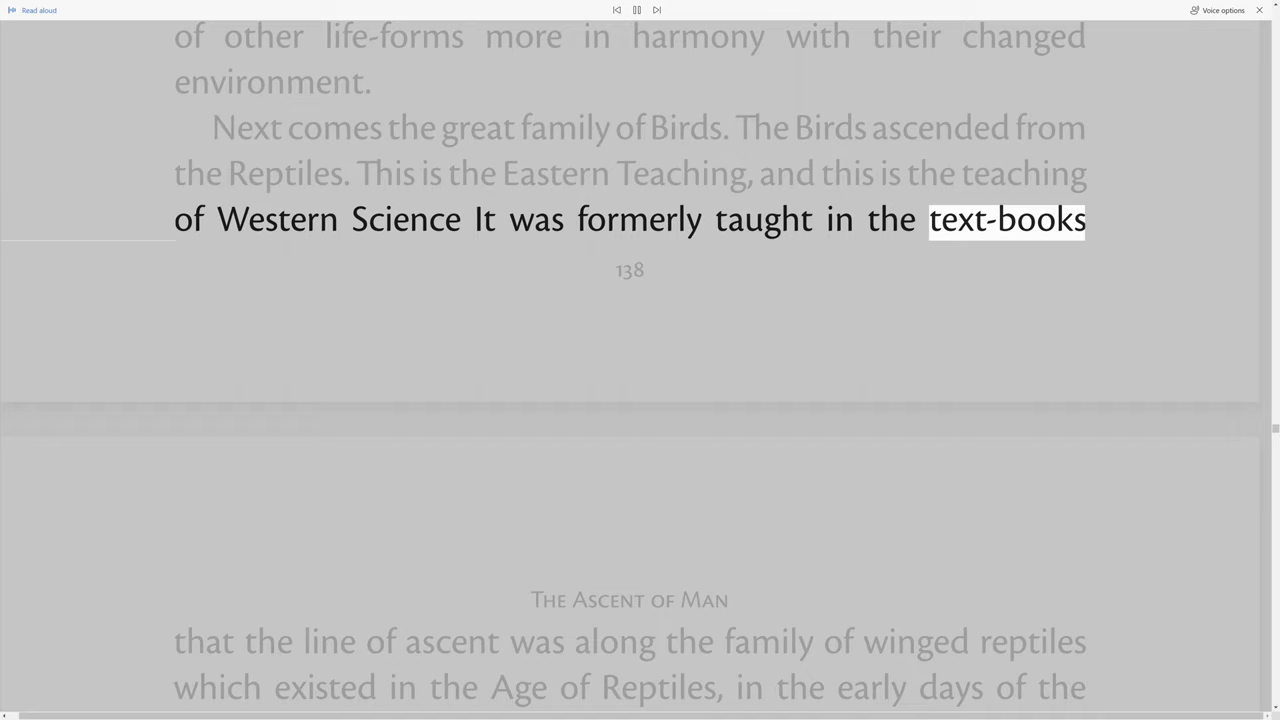 Read aloud
Voice options
of other life-forms more in harmony with their changed
environment.
Next comes the great family of Birds. The Birds ascended from
the Reptiles. This is the Eastern Teaching, and this is the teaching
of Western Science It was formerly taught in the text-books
138
The Ascent of Man
that the line of ascent was along the family of winged reptiles
which existed in the Age of Reptiles, in the early days of the